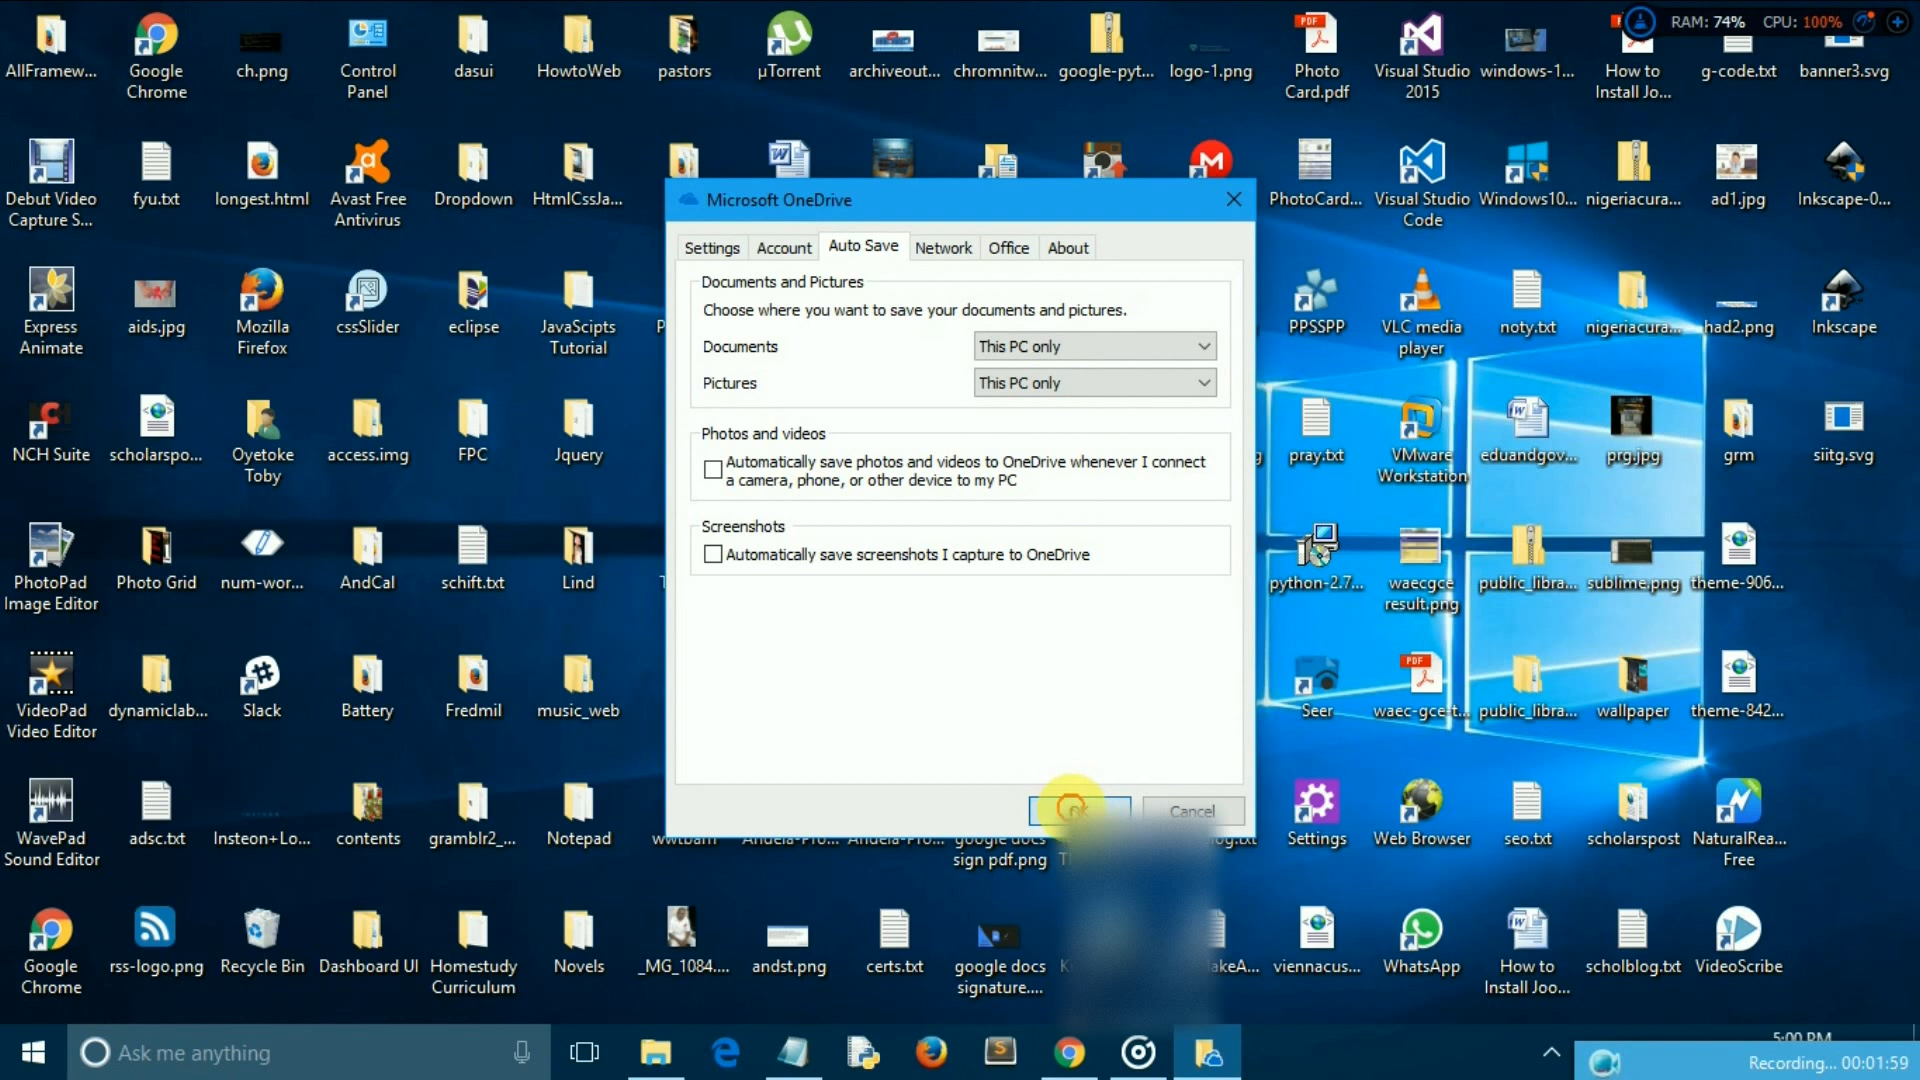 RAM: 74% CPU: 100%
AllFramew... Google Chrome ch.png Control Panel dasui HowtoWeb pastors µTorrent archiveout... chromnitw... google-pyt... logo-1.png Photo Card.pdf Visual Studio 2015 windows-1... How to Install Jo... g-code.txt banner3.svg
Debut Video Capture S... fyu.txt longest.html Avast Free Antivirus Dropdown HtmlCssJa... PhotoCard... Visual Studio Code Windows10... nigeriacura... ad1.jpg Inkscape-0...
Microsoft OneDrive
Settings Account Auto Save Network Office About
Documents and Pictures
Choose where you want to save your documents and pictures.
Documents This PC only
Pictures This PC only
Photos and videos
Automatically save photos and videos to OneDrive whenever I connect
a camera, phone, or other device to my PC
Screenshots
Automatically save screenshots I capture to OneDrive
OK Cancel
Express Animate aids.jpg Mozilla Firefox cssSlider eclipse JavaScipts Tutorial PPSSPP VLC media player noty.txt nigeriacura... had2.png Inkscape
NCH Suite scholarspo... Oyetoke Toby access.img FPC Jquery pray.txt VMware Workstation eduandgov... prg.jpg grm siitg.svg
PhotoPad Image Editor Photo Grid num-wor... AndCal schift.txt Lind python-2.7... waecgce result.png public_libra... sublime.png theme-906...
VideoPad Video Editor dynamiclab... Slack Battery Fredmil music_web Seer waec-gce-t... public_libra... wallpaper theme-842...
WavePad Sound Editor adsc.txt Insteon+Lo... contents gramblr2_... Notepad wwtbam Andela-Pro... Andela-Pro... google docs sign pdf.png Settings Web Browser seo.txt scholarspost NaturalRea... Free
Google Chrome rss-logo.png Recycle Bin Dashboard UI Homestudy Curriculum Novels _MG_1084.... andst.png certs.txt google docs signature.... viennacus... WhatsApp How to Install Joo... scholblog.txt VideoScribe
Ask me anything
5:00 PM
Recording... 00:01:59